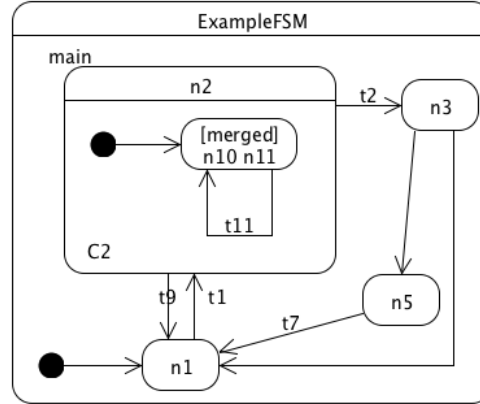 ExampleFSM
main
n2
t2
n3
[merged]
n10 n11
t11
C2
t9
t1
n5
t7
n1